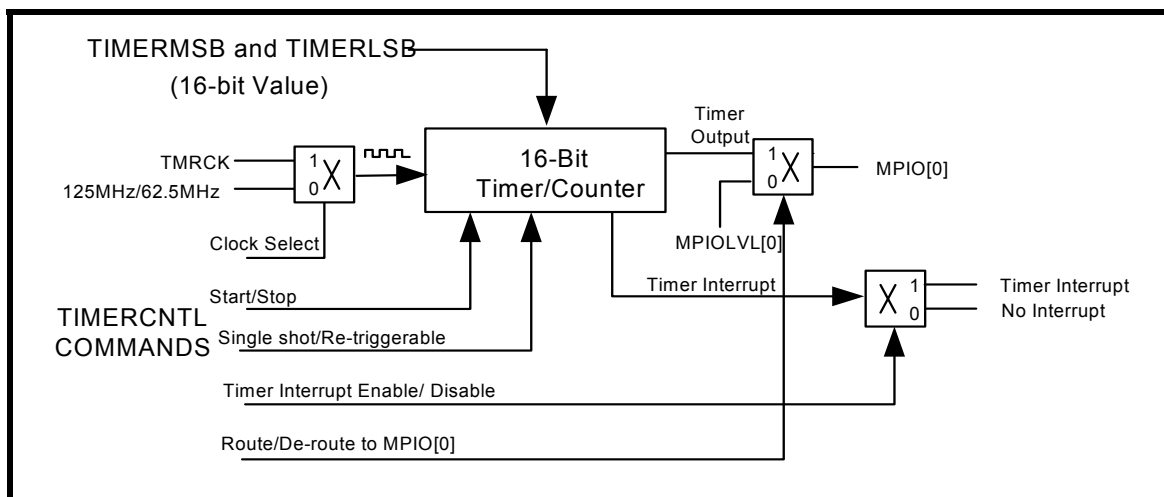 TIMERMSB and TIMERLSB
(16-bit Value)
Timer
Output
TMRCK
125MHz/62.5MHz
1
0
X
16-Bit
Timer/Counter
1
0
X
MPIO[0]
MPIOLVL[0]
Clock Select
Start/Stop
Timer Interrupt
X
1
0
Timer Interrupt
No Interrupt
TIMERCNTL
COMMANDS
Single shot/Re-triggerable
Timer Interrupt Enable/ Disable
Route/De-route to MPIO[0]